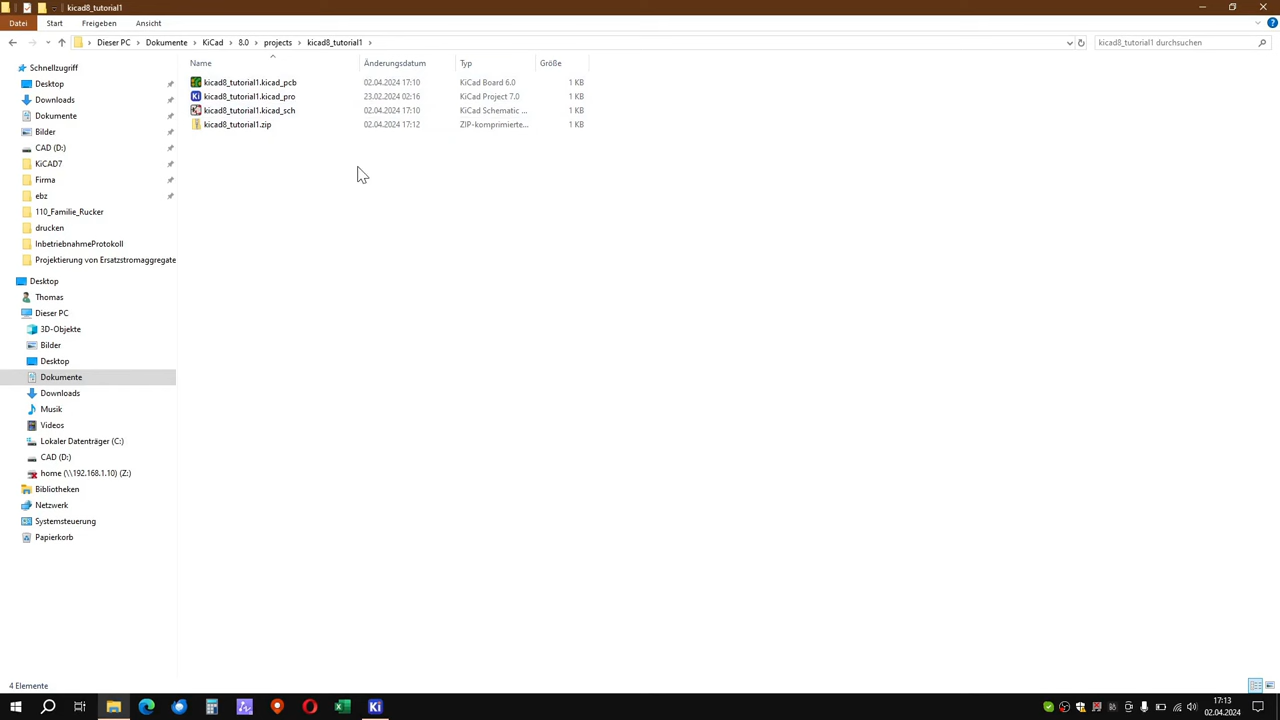 kicad8_tutorial1
Datei Start Freigeben Ansicht
Dieser PC Dokumente KiCad 8.0 projects kicad8_tutorial1
kicad8_tutorial1 durchsuchen
Name Änderungsdatum Typ Größe
kicad8_tutorial1.kicad_pcb 02.04.2024 17:10 KiCad Board 6.0 1 KB
kicad8_tutorial1.kicad_pro 23.02.2024 02:16 KiCad Project 7.0 1 KB
kicad8_tutorial1.kicad_sch 02.04.2024 17:10 KiCad Schematic ... 1 KB
kicad8_tutorial1.zip 02.04.2024 17:12 ZIP-komprimierte... 1 KB
Schnellzugriff
Desktop
Downloads
Dokumente
Bilder
CAD (D:)
KiCAD7
Firma
ebz
110_Familie_Rucker
drucken
InbetriebnahmeProtokoll
Projektierung von Ersatzstromaggregate
Desktop
Thomas
Dieser PC
3D-Objekte
Bilder
Desktop
Dokumente
Downloads
Musik
Videos
Lokaler Datenträger (C:)
CAD (D:)
home (\\192.168.1.10) (Z:)
Bibliotheken
Netzwerk
Systemsteuerung
Papierkorb
4 Elemente
Ki
17:13
02.04.2024